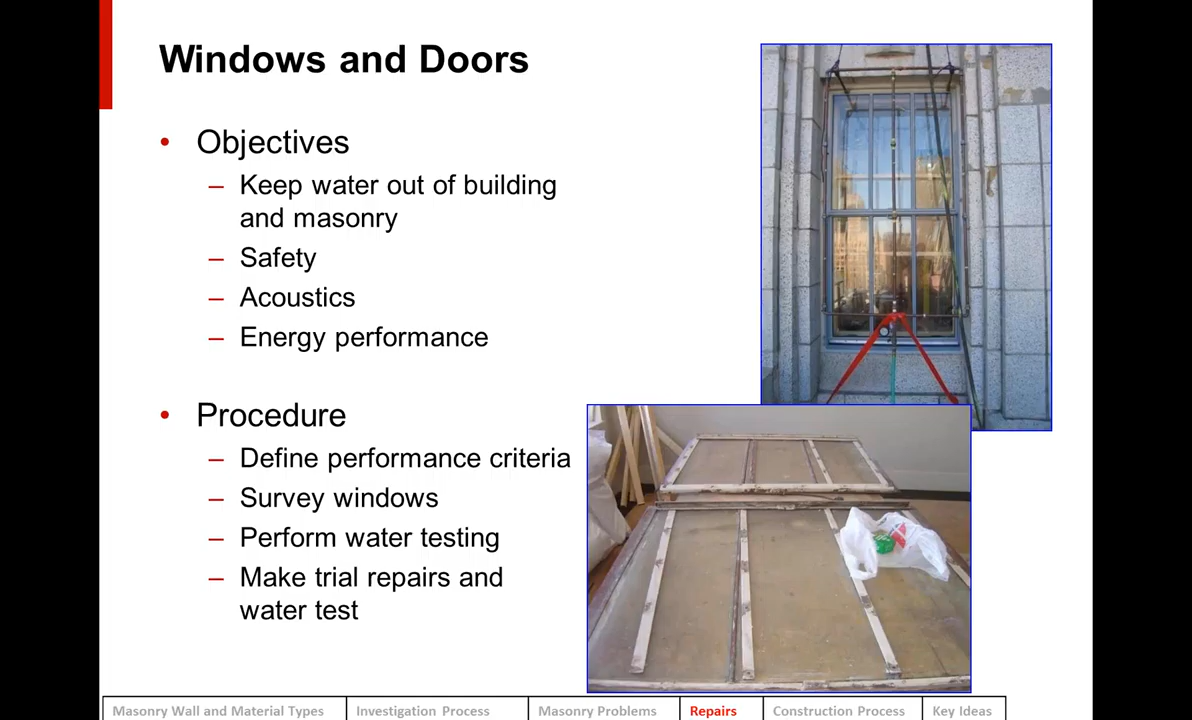 Windows and Doors
• Objectives
– Keep water out of building
and masonry
– Safety
– Acoustics
– Energy performance
• Procedure
– Define performance criteria
– Survey windows
– Perform water testing
– Make trial repairs and
water test
Masonry Wall and Material Types
Investigation Process
Masonry Problems
Repairs
Construction Process
Key Ideas